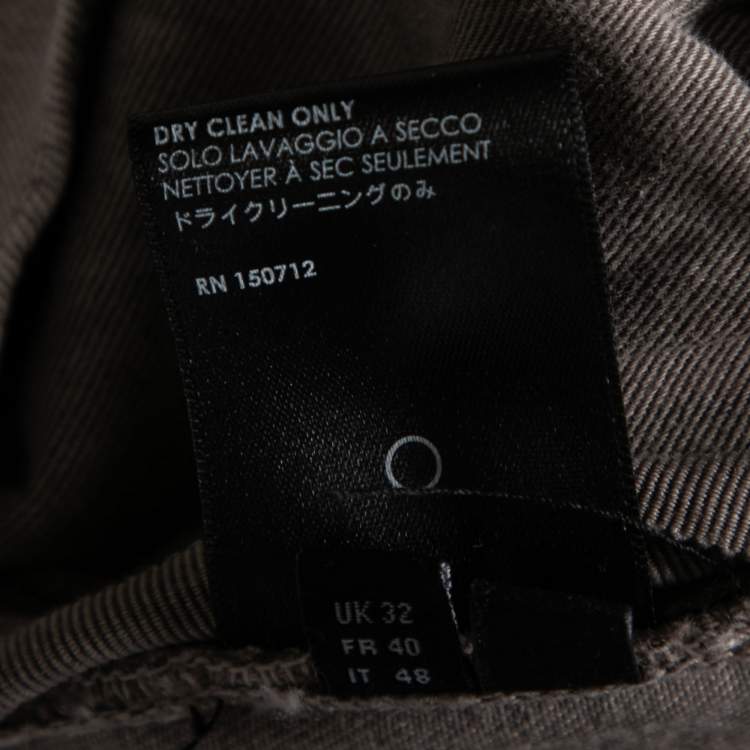 DRY CLEAN ONLY
SOLO LAVAGGIO A SECCO
NETTOYER À SEC SEULEMENT
ドライクリーニングのみ
RN 150712
UK 32
FR 40
IT 48